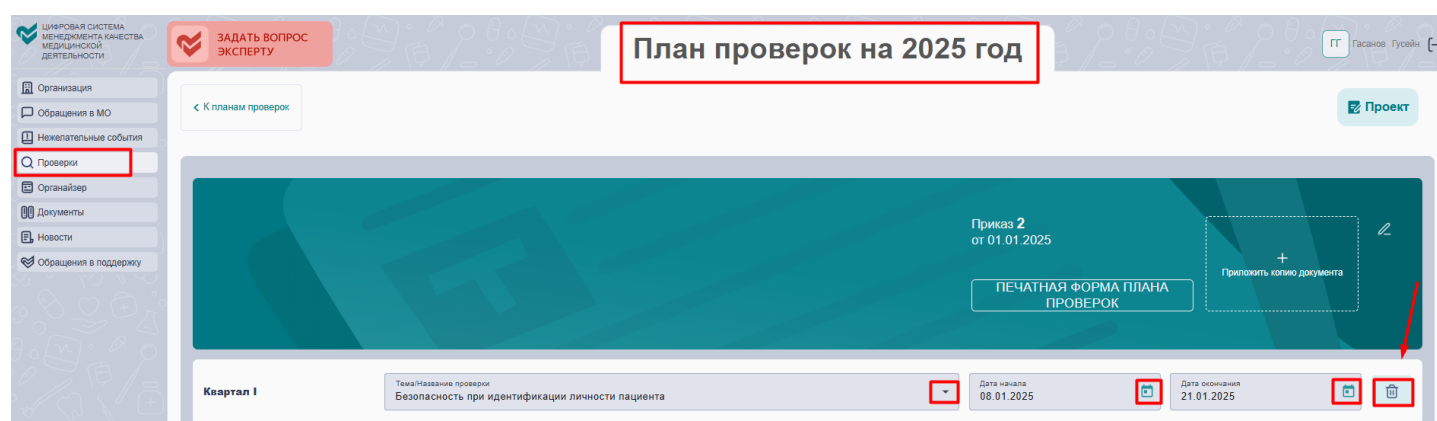 ЦИФРОВАЯ СИСТЕМА
МЕНЕДЖМЕНТА КАЧЕСТВА
МЕДИЦИНСКОЙ
ДЕЯТЕЛЬНОСТИ
ЗАДАТЬ ВОПРОС
ЭКСПЕРТУ
План проверок на 2025 год
ГГ
Гасанов Гусейн
Организация
Обращения в МО
Нежелательные события
Проверки
Органайзер
Документы
Новости
Обращения в поддержку
К планам проверок
Проект
Приказ 2
от 01.01.2025
ПЕЧАТНАЯ ФОРМА ПЛАНА
ПРОВЕРОК
+
Приложить копию документа
Квартал I
Тема/Название проверки
Безопасность при идентификации личности пациента
Дата начала
08.01.2025
Дата окончания
21.01.2025